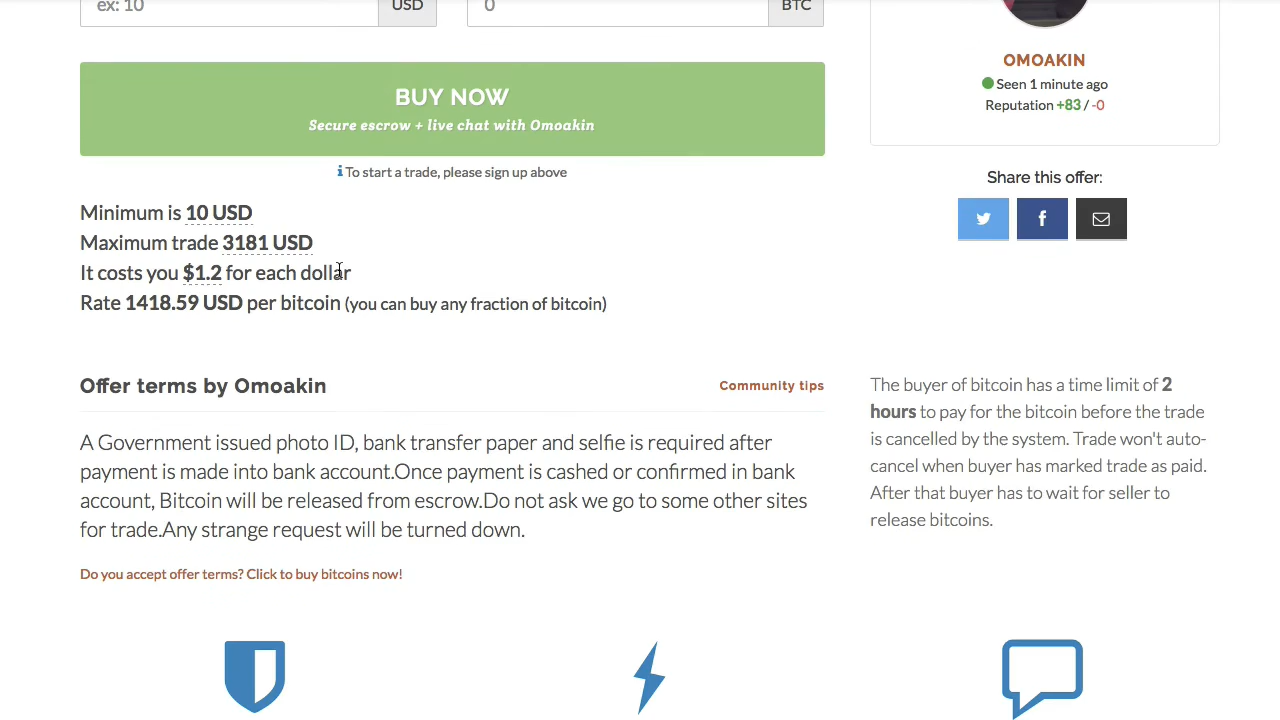 ex: 10 USD 0 BTC
BUY NOW
Secure escrow + live chat with Omoakin
To start a trade, please sign up above
Minimum is 10 USD
Maximum trade 3181 USD
It costs you $1.2 for each dollar
Rate 1418.59 USD per bitcoin (you can buy any fraction of bitcoin)
OMOAKIN
Seen 1 minute ago
Reputation +83 / -0
Share this offer:
Offer terms by Omoakin
Community tips
A Government issued photo ID, bank transfer paper and selfie is required after
payment is made into bank account.Once payment is cashed or confirmed in bank
account, Bitcoin will be released from escrow.Do not ask we go to some other sites
for trade.Any strange request will be turned down.
Do you accept offer terms? Click to buy bitcoins now!
The buyer of bitcoin has a time limit of 2
hours to pay for the bitcoin before the trade
is cancelled by the system. Trade won't auto-
cancel when buyer has marked trade as paid.
After that buyer has to wait for seller to
release bitcoins.